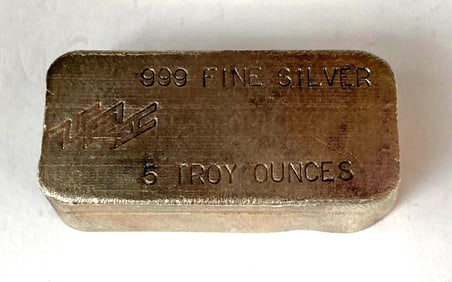 999 FINE SILVER
5 TROY OUNCES